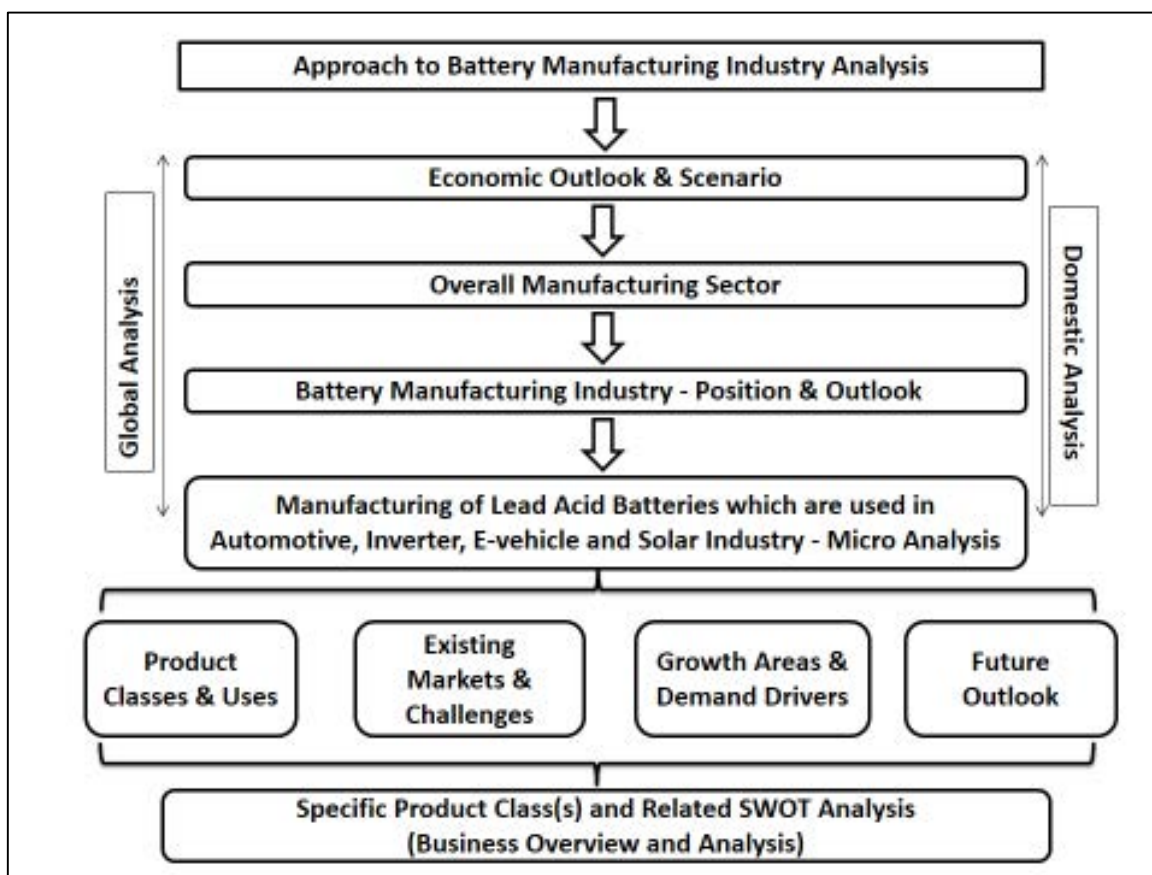 Approach to Battery Manufacturing Industry Analysis
Economic Outlook & Scenario
Global Analysis
Domestic Analysis
Overall Manufacturing Sector
Battery Manufacturing Industry - Position & Outlook
Manufacturing of Lead Acid Batteries which are used in
Automotive, Inverter, E-vehicle and Solar Industry - Micro Analysis
Product
Classes & Uses
Existing
Markets &
Challenges
Growth Areas &
Demand Drivers
Future
Outlook
Specific Product Class(s) and Related SWOT Analysis
(Business Overview and Analysis)